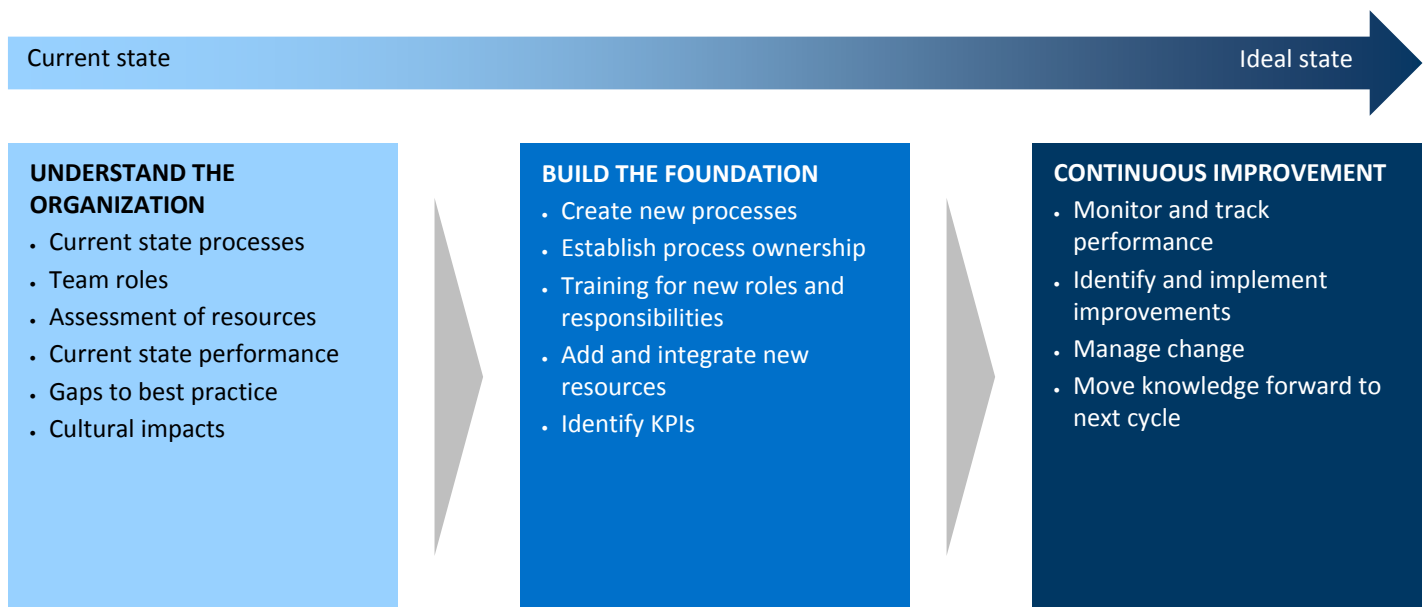 Current state
Ideal state
UNDERSTAND THE
ORGANIZATION
• Current state processes
• Team roles
• Assessment of resources
• Current state performance
• Gaps to best practice
• Cultural impacts
BUILD THE FOUNDATION
• Create new processes
• Establish process ownership
• Training for new roles and
responsibilities
• Add and integrate new
resources
• Identify KPIs
CONTINUOUS IMPROVEMENT
• Monitor and track
performance
• Identify and implement
improvements
• Manage change
• Move knowledge forward to
next cycle